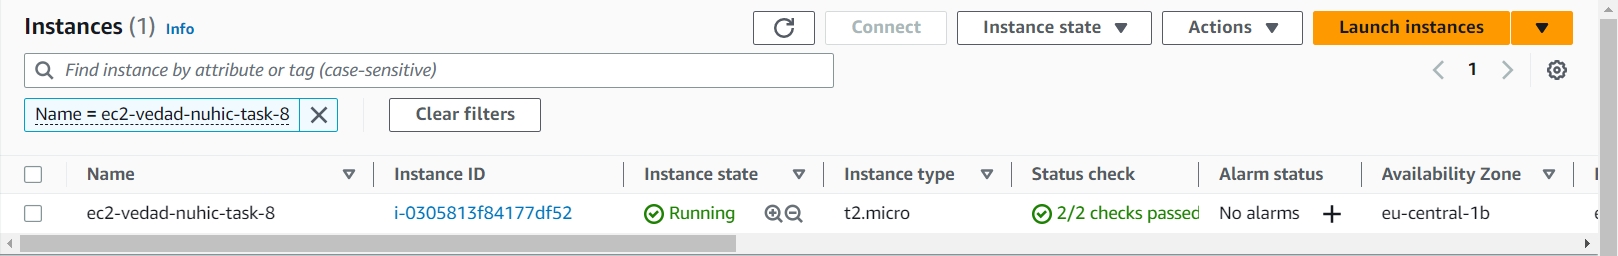 Instances (1) Info
Connect
Instance state
Actions
Launch instances
Find instance by attribute or tag (case-sensitive)
1
Name = ec2-vedad-nuhic-task-8
Clear filters
Name Instance ID Instance state Instance type Status check Alarm status Availability Zone
ec2-vedad-nuhic-task-8 i-0305813f84177df52 Running t2.micro 2/2 checks passed No alarms eu-central-1b